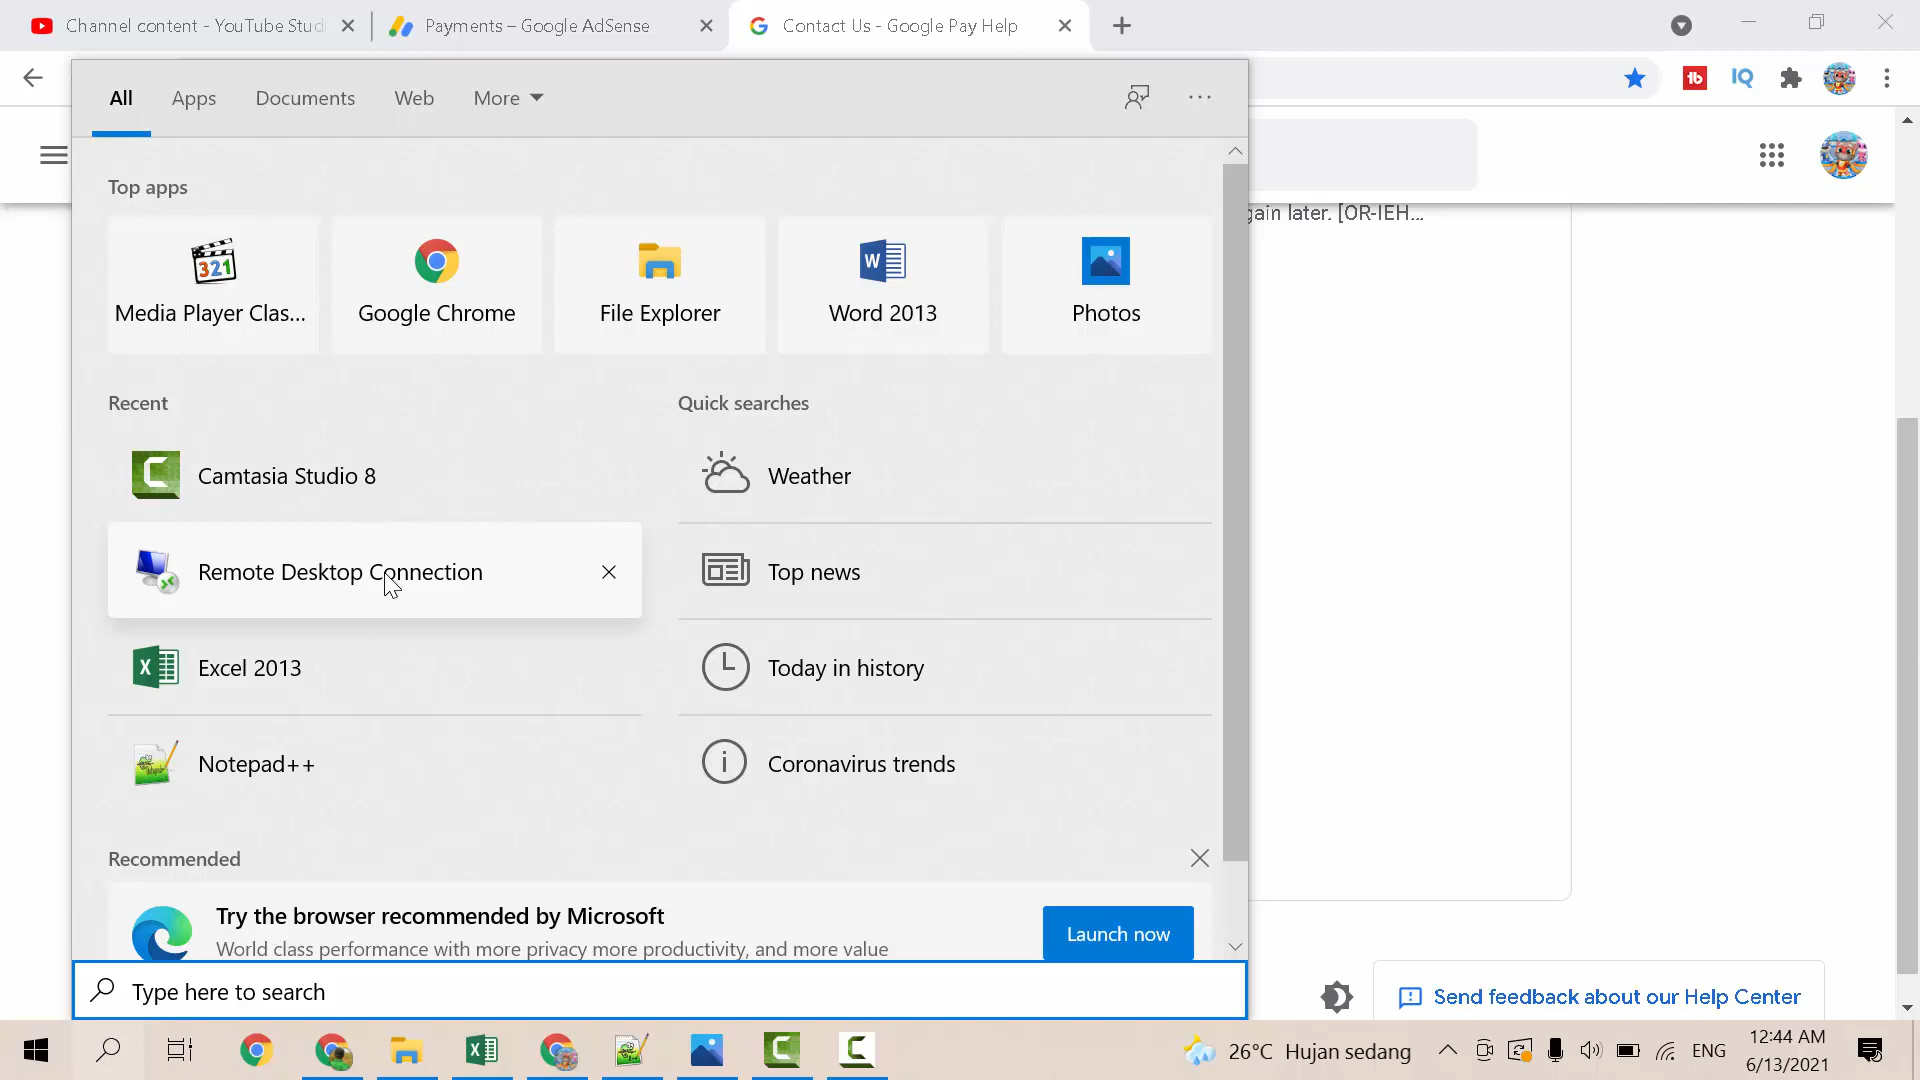 Channel content - YouTube Stud
Payments – Google AdSense
Contact Us - Google Pay Help
All
Apps
Documents
Web
More
Top apps
Media Player Clas...
Google Chrome
File Explorer
Word 2013
Photos
gain later. [OR-IEH...
Recent
Camtasia Studio 8
Remote Desktop Connection
Excel 2013
Notepad++
Quick searches
Weather
Top news
Today in history
Coronavirus trends
Recommended
Try the browser recommended by Microsoft
World class performance with more privacy more productivity, and more value
Launch now
Type here to search
Send feedback about our Help Center
26°C Hujan sedang
ENG
12:44 AM
6/13/2021